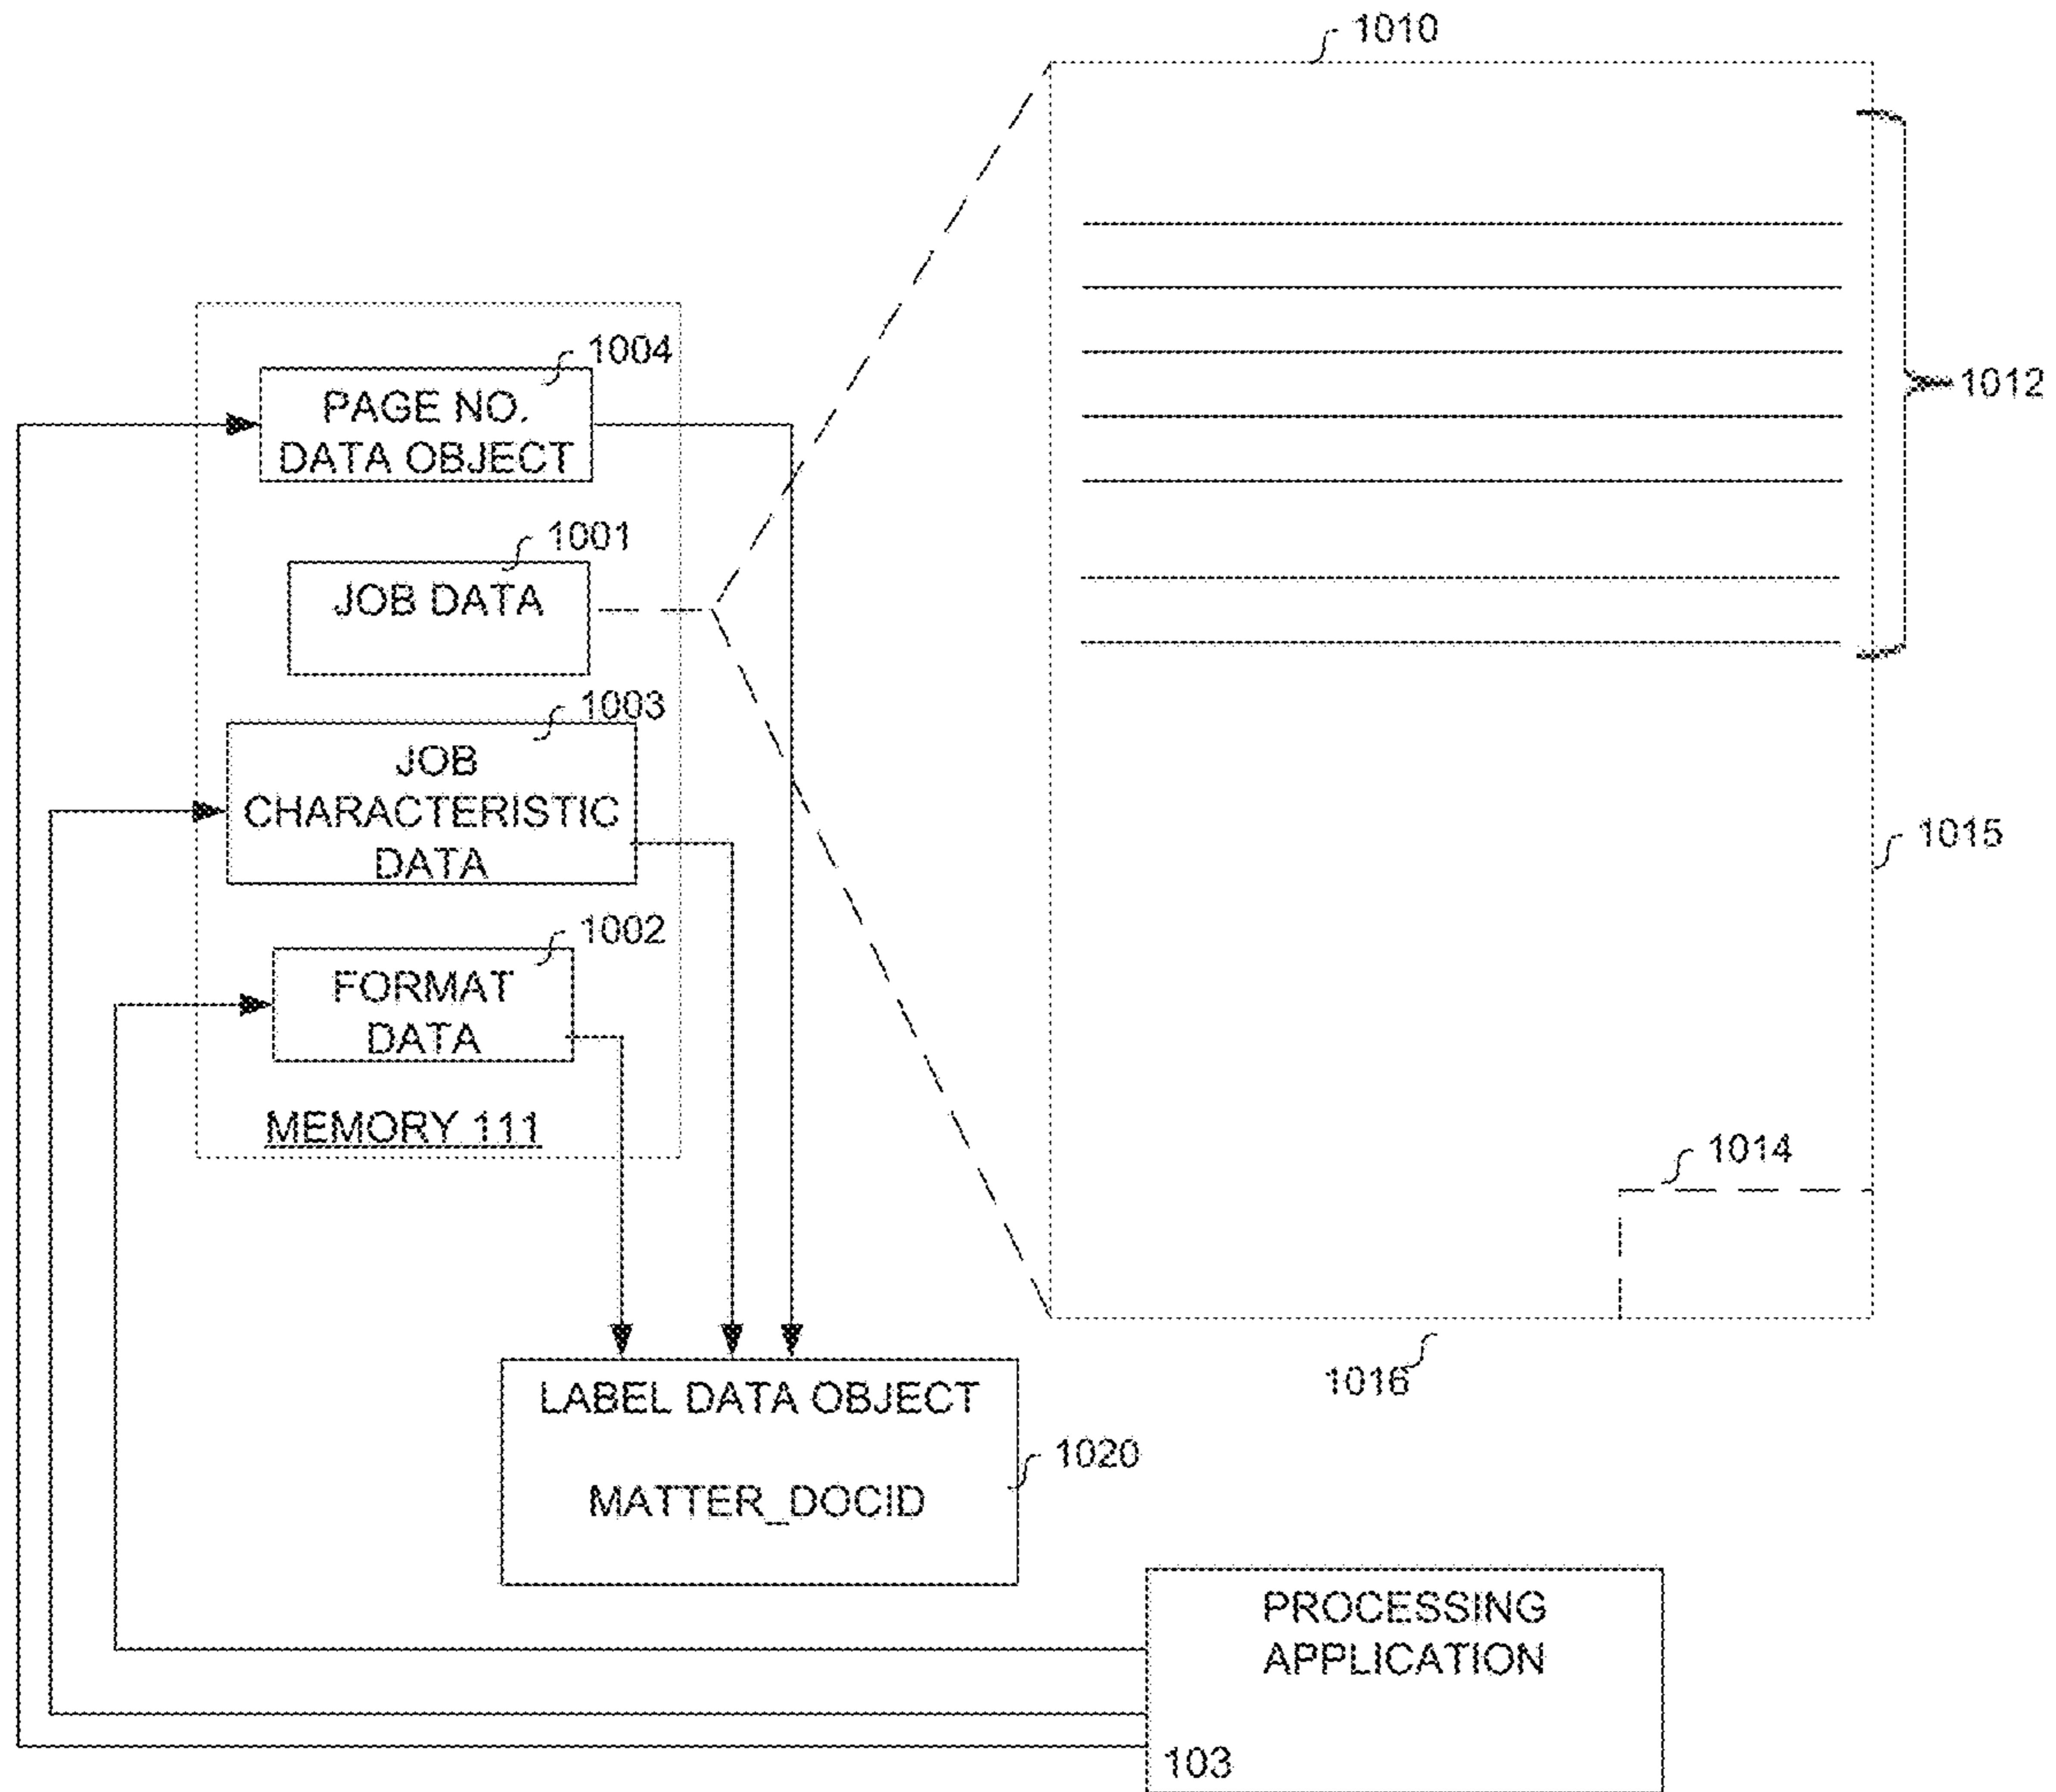 1010
1012
1004
PAGE NO.
DATA OBJECT
1001
JOB DATA
1003
JOB
CHARACTERISTIC
DATA
1015
1002
FORMAT
DATA
MEMORY 111
1014
1016
LABEL DATA OBJECT
1020
MATTER_DOCID
PROCESSING
APPLICATION
103